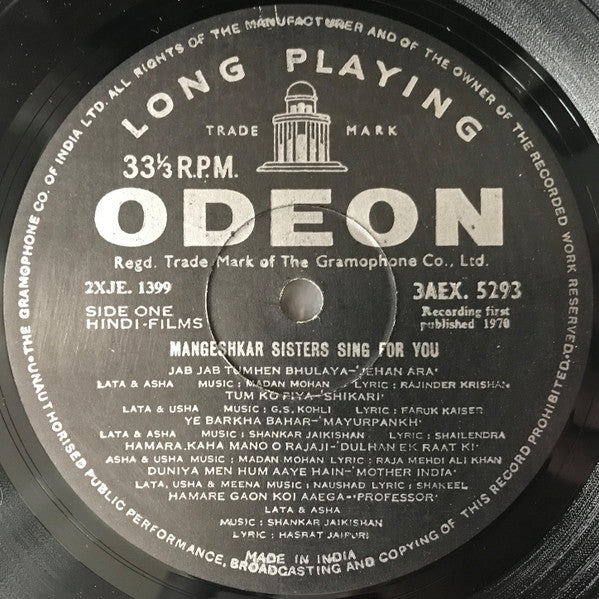 THE GRAMOPHONE CO. OF INDIA LTD. ALL RIGHTS OF THE MANUFACTURER AND OF THE OWNER OF THE RECORDED WORK RESERVED.
LONG PLAYING
TRADE MARK
33⅓ R.P.M.
ODEON
Regd. Trade Mark of The Gramophone Co., Ltd.
2XJE. 1399 3AEX. 5293
SIDE ONE Recording first
HINDI-FILMS published 1970
MANGESHKAR SISTERS SING FOR YOU
JAB JAB TUMHEN BHULAYA-'JEHAN ARA'
LATA & ASHA MUSIC : MADAN MOHAN LYRIC : RAJINDER KRISHAN
TUM KO PIYA-'SHIKARI'
LATA & USHA MUSIC : G.S. KOHLI LYRIC : FARUK KAISER
YE BARKHA BAHAR-'MAYURPANKH'
LATA & ASHA MUSIC : SHANKAR JAIKISHAN LYRIC : SHAILENDRA
HAMARA KAHA MANO O RAJAJI-'DULHAN EK RAAT KI'
ASHA & USHA MUSIC : MADAN MOHAN LYRIC : RAJA MEHDI ALI KHAN
DUNIYA MEN HUM AAYE HAIN-'MOTHER INDIA'
LATA, USHA & MEENA MUSIC : NAUSHAD LYRIC : SHAKEEL
HAMARE GAON KOI AAEGA-'PROFESSOR'
LATA & ASHA
MUSIC : SHANKAR JAIKISHAN
LYRIC : HASRAT JAIPURI
MADE IN INDIA
UNAUTHORISED PUBLIC PERFORMANCE, BROADCASTING AND COPYING OF THIS RECORD PROHIBITED.